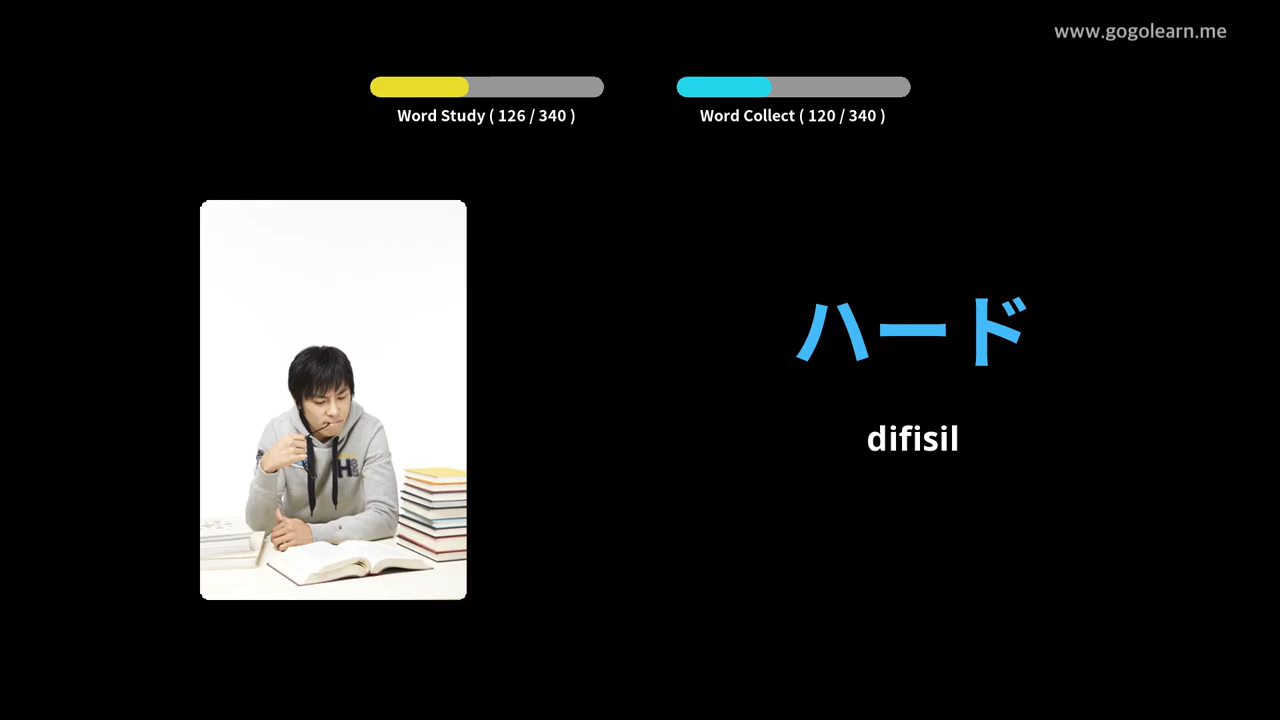 www.gogolearn.me
Word Study ( 126 / 340 )
Word Collect ( 120 / 340 )
ハード
difisil
H